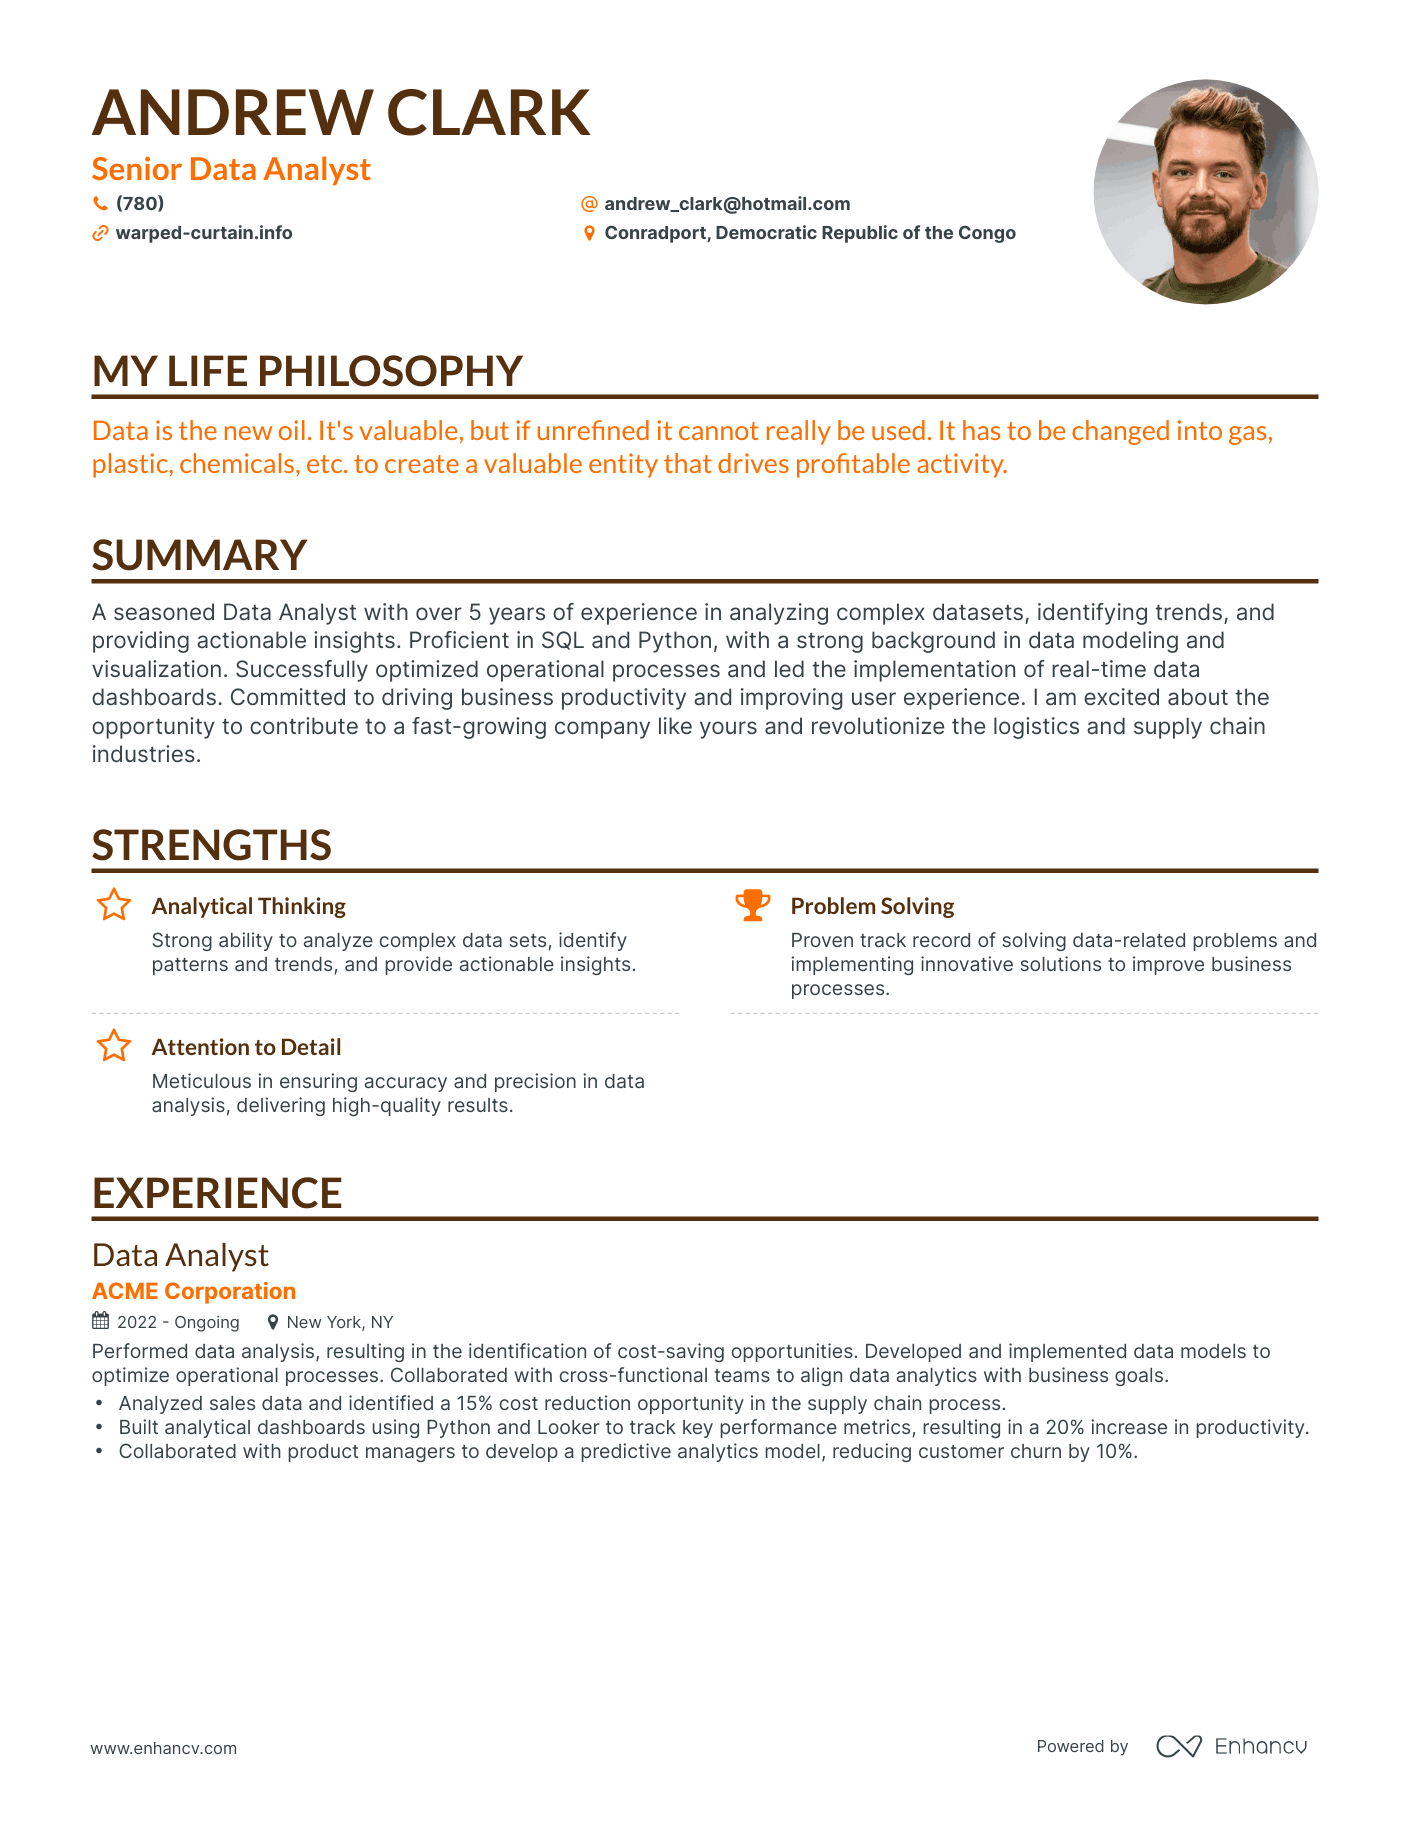 ANDREW CLARK
Senior Data Analyst
(780)
@ andrew_clark@hotmail.com
warped-curtain.info
Conradport, Democratic Republic of the Congo
MY LIFE PHILOSOPHY
Data is the new oil. It's valuable, but if unrefined it cannot really be used. It has to be changed into gas,
plastic, chemicals, etc. to create a valuable entity that drives profitable activity.
SUMMARY
A seasoned Data Analyst with over 5 years of experience in analyzing complex datasets, identifying trends, and
providing actionable insights. Proficient in SQL and Python, with a strong background in data modeling and
visualization. Successfully optimized operational processes and led the implementation of real-time data
dashboards. Committed to driving business productivity and improving user experience. I am excited about the
opportunity to contribute to a fast-growing company like yours and revolutionize the logistics and supply chain
industries.
STRENGTHS
Analytical Thinking
Strong ability to analyze complex data sets, identify
patterns and trends, and provide actionable insights.
Problem Solving
Proven track record of solving data-related problems and
implementing innovative solutions to improve business
processes.
Attention to Detail
Meticulous in ensuring accuracy and precision in data
analysis, delivering high-quality results.
EXPERIENCE
Data Analyst
ACME Corporation
2022 - Ongoing New York, NY
Performed data analysis, resulting in the identification of cost-saving opportunities. Developed and implemented data models to
optimize operational processes. Collaborated with cross-functional teams to align data analytics with business goals.
• Analyzed sales data and identified a 15% cost reduction opportunity in the supply chain process.
• Built analytical dashboards using Python and Looker to track key performance metrics, resulting in a 20% increase in productivity.
• Collaborated with product managers to develop a predictive analytics model, reducing customer churn by 10%.
www.enhancv.com
Powered by Enhancv